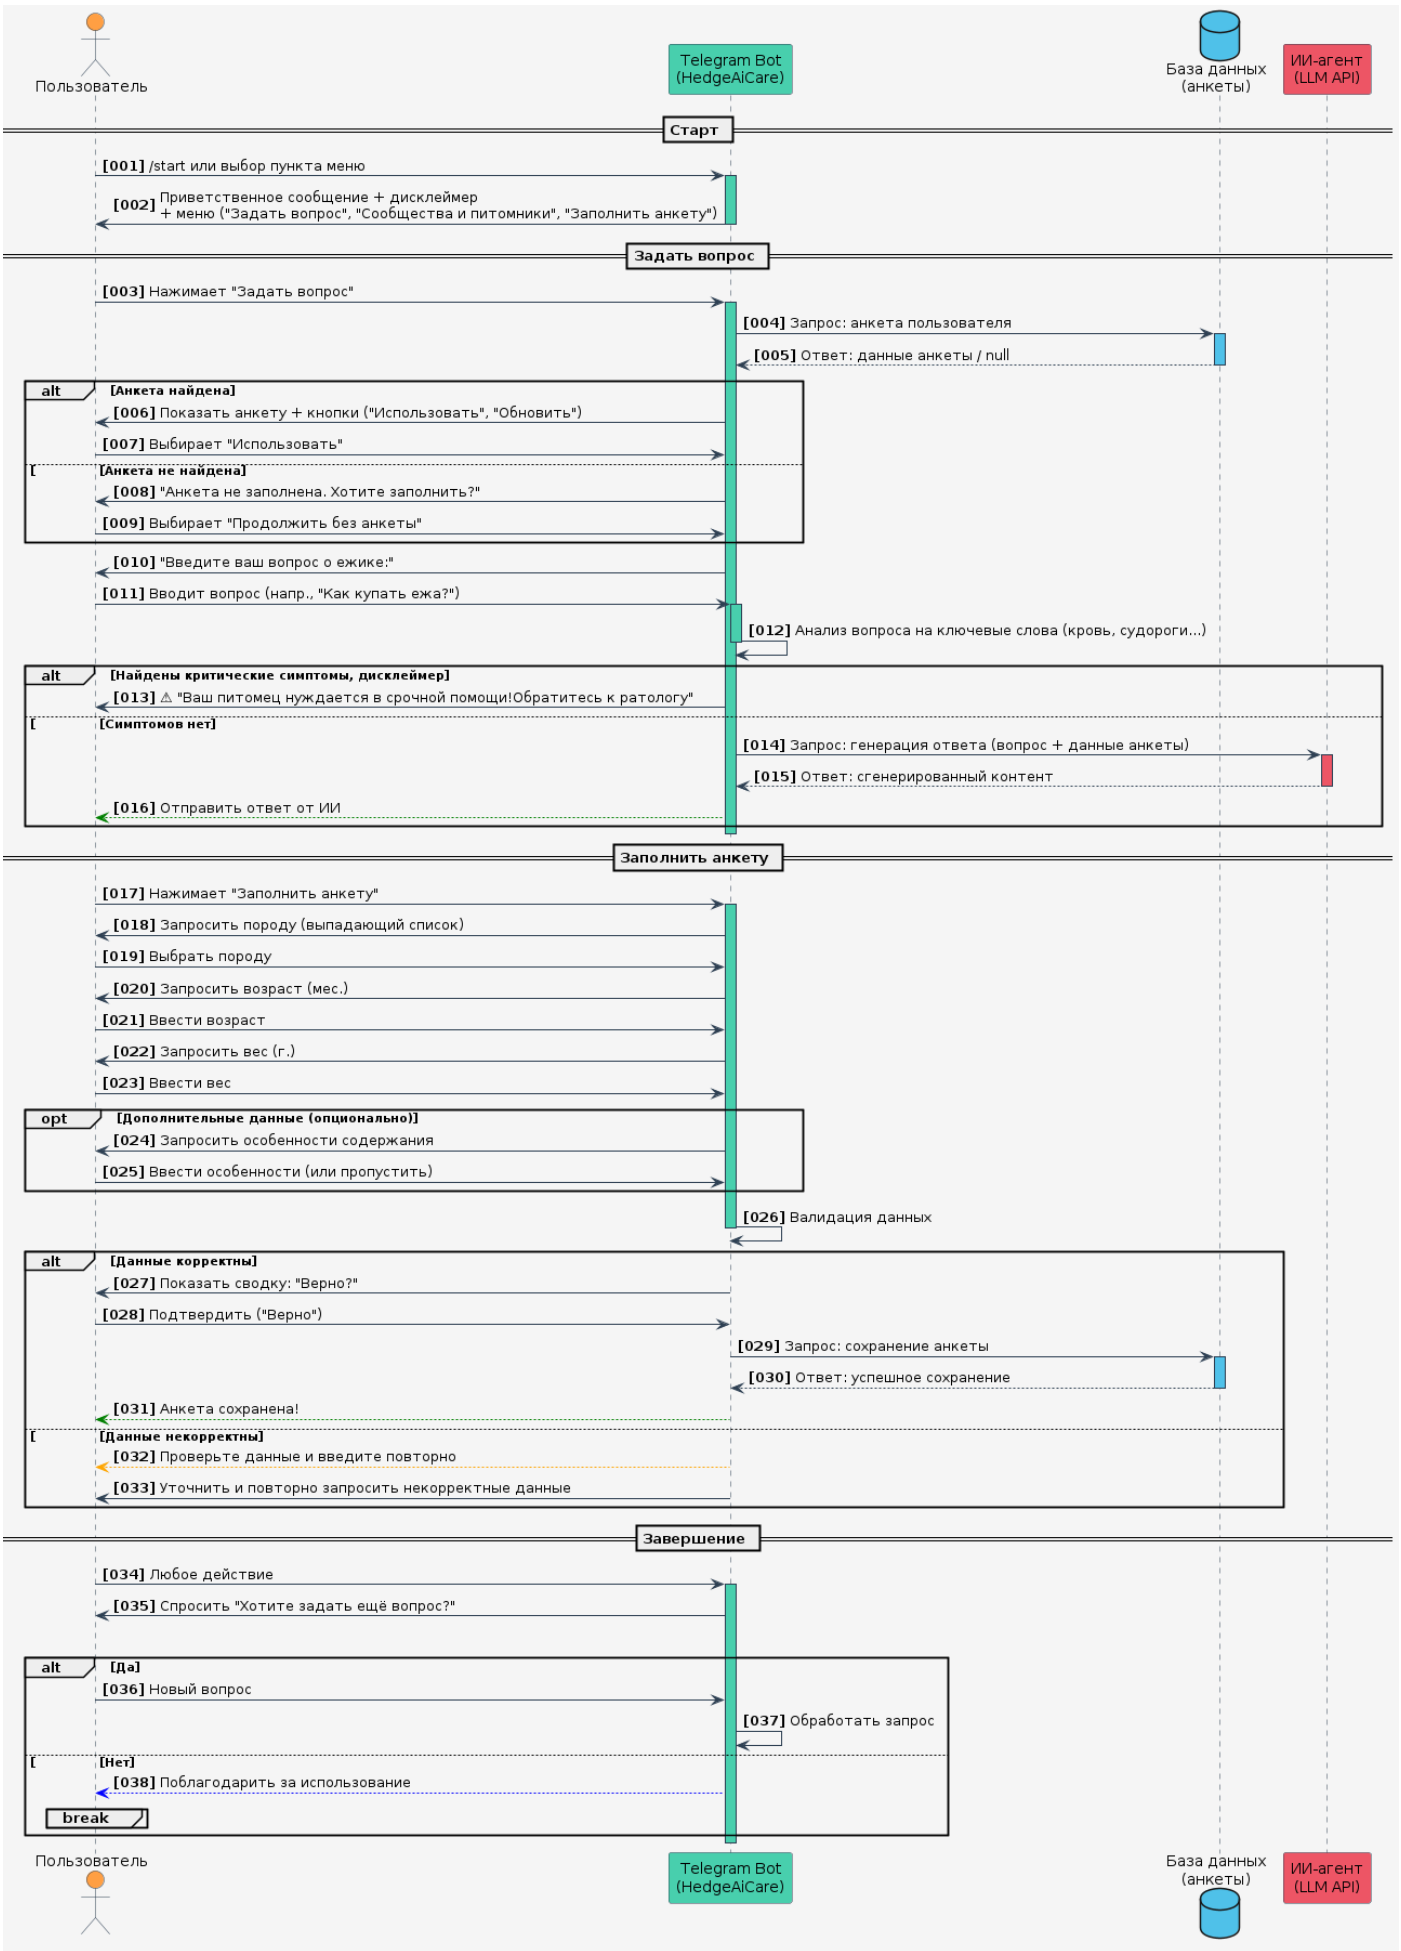 Пользователь
Telegram Bot
(HedgeAiCare)
База данных
(анкеты)
ИИ-агент
(LLM API)
Старт
[001] /start или выбор пункта меню
[002] Приветственное сообщение + дисклеймер
+ меню ("Задать вопрос", "Сообщества и питомники", "Заполнить анкету")
Задать вопрос
[003] Нажимает "Задать вопрос"
[004] Запрос: анкета пользователя
[005] Ответ: данные анкеты / null
alt [Анкета найдена]
[006] Показать анкету + кнопки ("Использовать", "Обновить")
[007] Выбирает "Использовать"
[ [Анкета не найдена]
[008] "Анкета не заполнена. Хотите заполнить?"
[009] Выбирает "Продолжить без анкеты"
[010] "Введите ваш вопрос о ежике:"
[011] Вводит вопрос (напр., "Как купать ежа?")
[012] Анализ вопроса на ключевые слова (кровь, судороги...)
alt [Найдены критические симптомы, дисклеймер]
[013] ⚠ "Ваш питомец нуждается в срочной помощи!Обратитесь к ратологу"
[ [Симптомов нет]
[014] Запрос: генерация ответа (вопрос + данные анкеты)
[015] Ответ: сгенерированный контент
[016] Отправить ответ от ИИ
Заполнить анкету
[017] Нажимает "Заполнить анкету"
[018] Запросить породу (выпадающий список)
[019] Выбрать породу
[020] Запросить возраст (мес.)
[021] Ввести возраст
[022] Запросить вес (г.)
[023] Ввести вес
opt [Дополнительные данные (опционально)]
[024] Запросить особенности содержания
[025] Ввести особенности (или пропустить)
[026] Валидация данных
alt [Данные корректны]
[027] Показать сводку: "Верно?"
[028] Подтвердить ("Верно")
[029] Запрос: сохранение анкеты
[030] Ответ: успешное сохранение
[031] Анкета сохранена!
[ [Данные некорректны]
[032] Проверьте данные и введите повторно
[033] Уточнить и повторно запросить некорректные данные
Завершение
[034] Любое действие
[035] Спросить "Хотите задать ещё вопрос?"
alt [Да]
[036] Новый вопрос
[037] Обработать запрос
[ [Нет]
[038] Поблагодарить за использование
break
Пользователь
Telegram Bot
(HedgeAiCare)
База данных
(анкеты)
ИИ-агент
(LLM API)